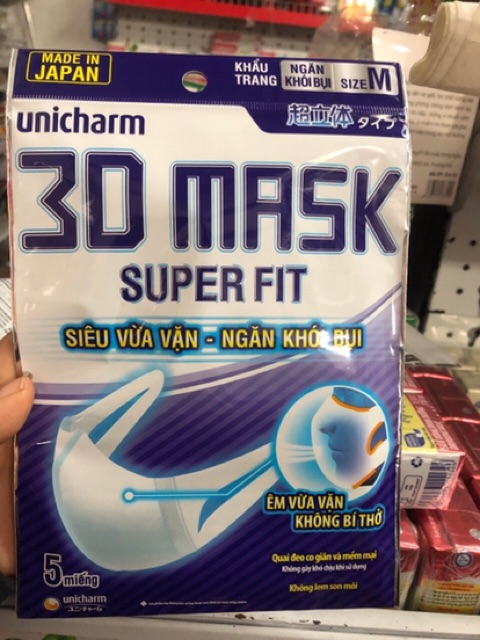 MADE IN
JAPAN
KHẨU
TRANG
NGĂN
KHÓI BỤI
SIZE M
unicharm
超立体タイプ
3D MASK
SUPER FIT
SIÊU VỪA VẶN - NGĂN KHÓI BỤI
ÊM VỪA VẶN
KHÔNG BÍ THỞ
Quai đeo co giãn và mềm mại
Không gây khó chịu khi sử dụng
Không lem son môi
5 miếng
unicharm
ユニ・チャーム